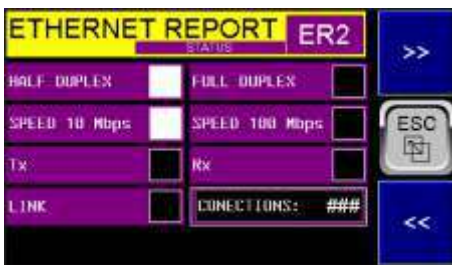 ETHERNET REPORT ER2
STATUS
>>
HALF DUPLEX FULL DUPLEX
SPEED 10 Mbps SPEED 100 Mbps
ESC
Tx Rx
LINK CONECTIONS: ###
<<